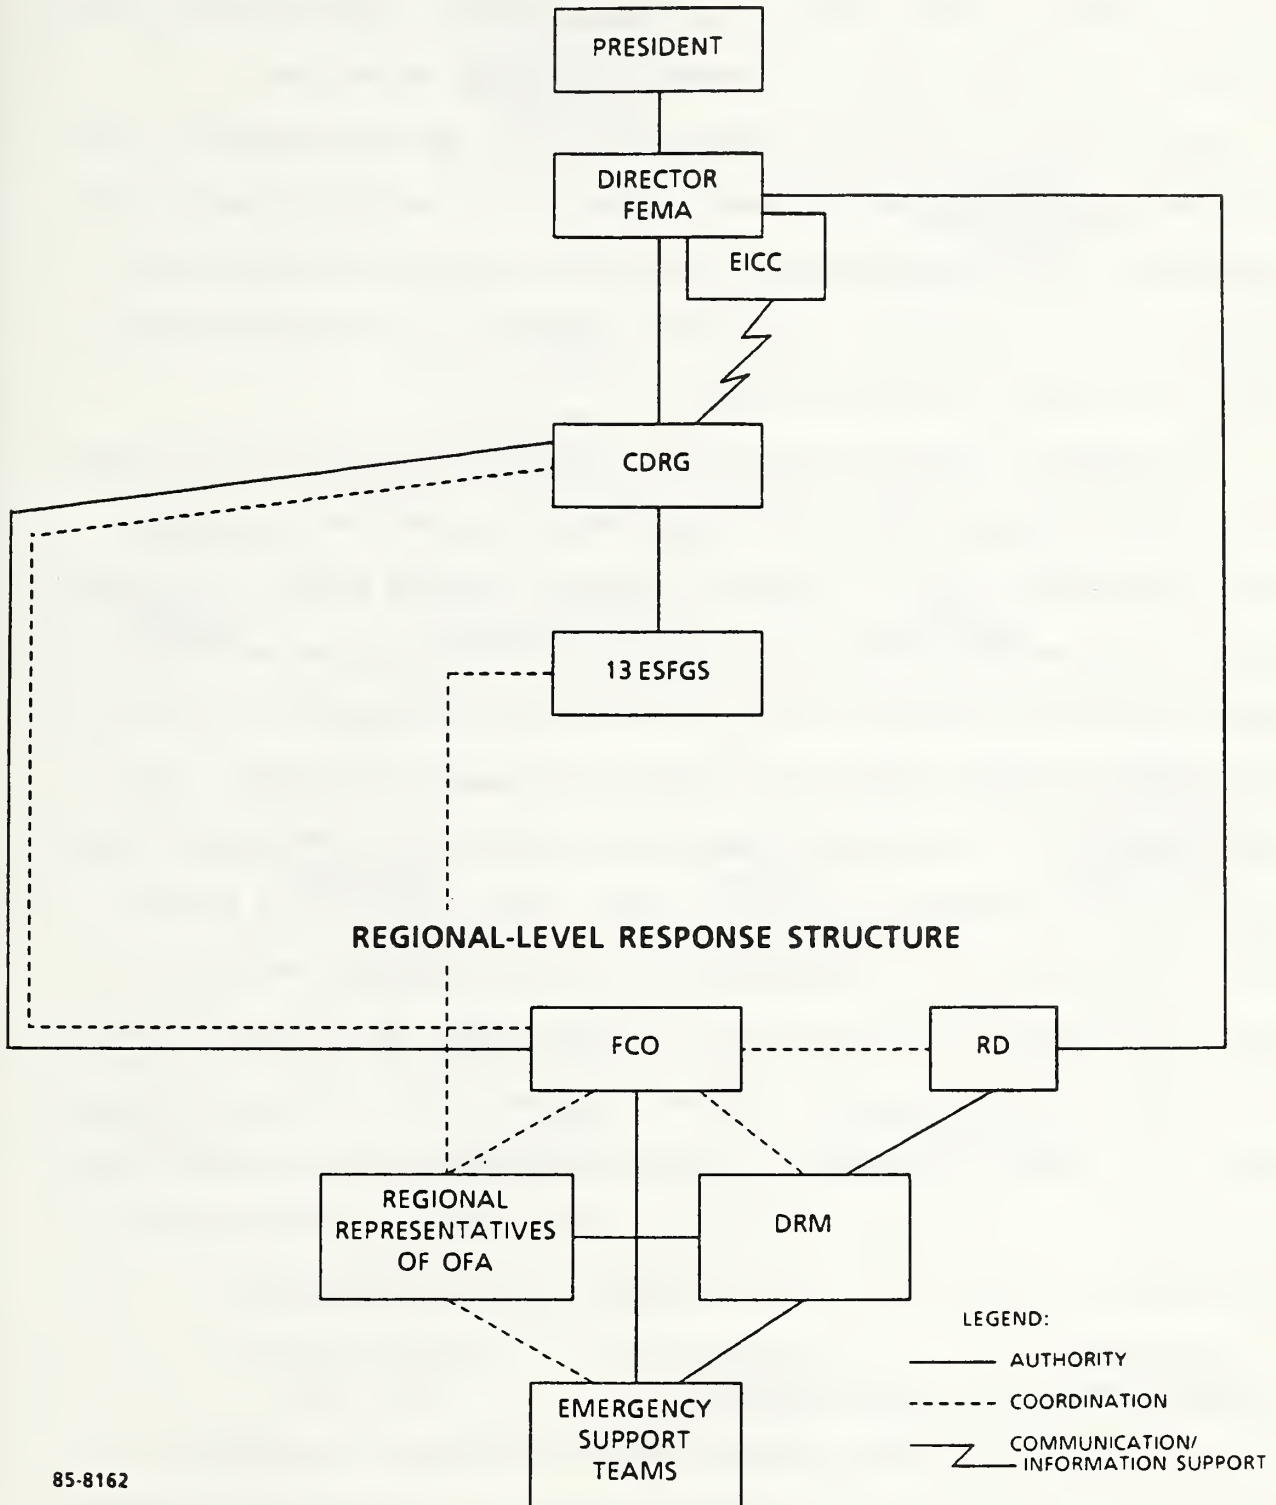 PRESIDENT
DIRECTOR
FEMA
EICC
CDRG
13 ESFGS
REGIONAL-LEVEL RESPONSE STRUCTURE
FCO
RD
REGIONAL
REPRESENTATIVES
OF OFA
DRM
EMERGENCY
SUPPORT
TEAMS
LEGEND:
AUTHORITY
COORDINATION
COMMUNICATION/
INFORMATION SUPPORT
85-8162